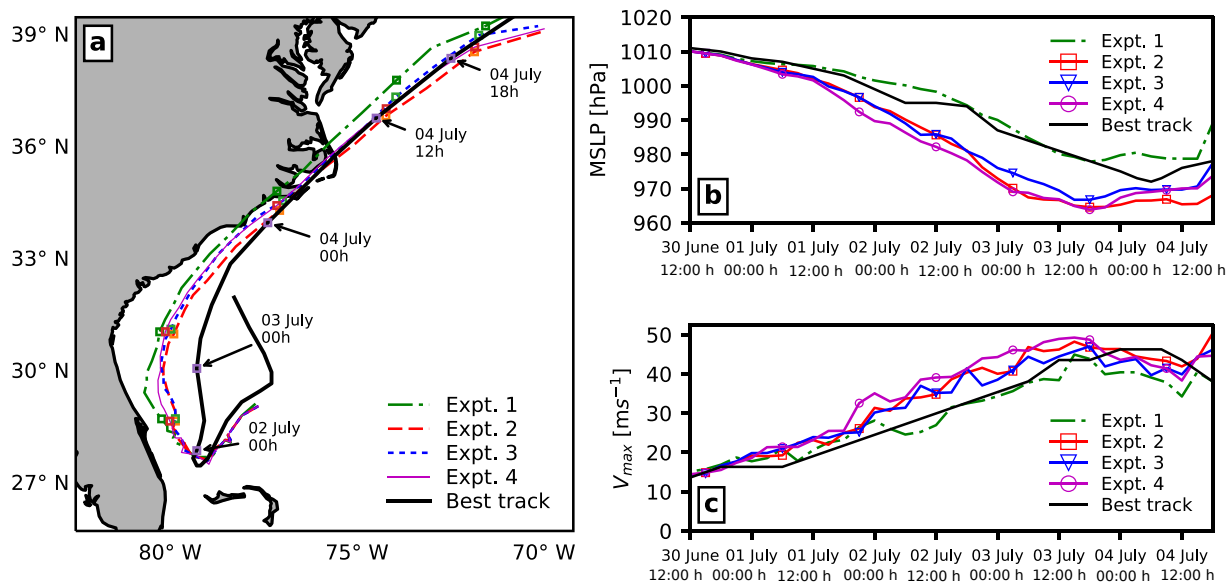 a
39° N
36° N
33° N
30° N
27° N
80° W
75° W
70° W
04 July
18h
04 July
12h
04 July
00h
03 July
00h
02 July
00h
Expt. 1
Expt. 2
Expt. 3
Expt. 4
Best track
b
MSLP [hPa]
1020
1010
1000
990
980
970
960
Expt. 1
Expt. 2
Expt. 3
Expt. 4
Best track
30 June 01 July 01 July 02 July 02 July 03 July 03 July 04 July 04 July
12:00 h 00:00 h 12:00 h 00:00 h 12:00 h 00:00 h 12:00 h 00:00 h 12:00 h
c
Vmax [ms⁻¹]
50
40
30
20
10
0
Expt. 1
Expt. 2
Expt. 3
Expt. 4
Best track
30 June 01 July 01 July 02 July 02 July 03 July 03 July 04 July 04 July
12:00 h 00:00 h 12:00 h 00:00 h 12:00 h 00:00 h 12:00 h 00:00 h 12:00 h